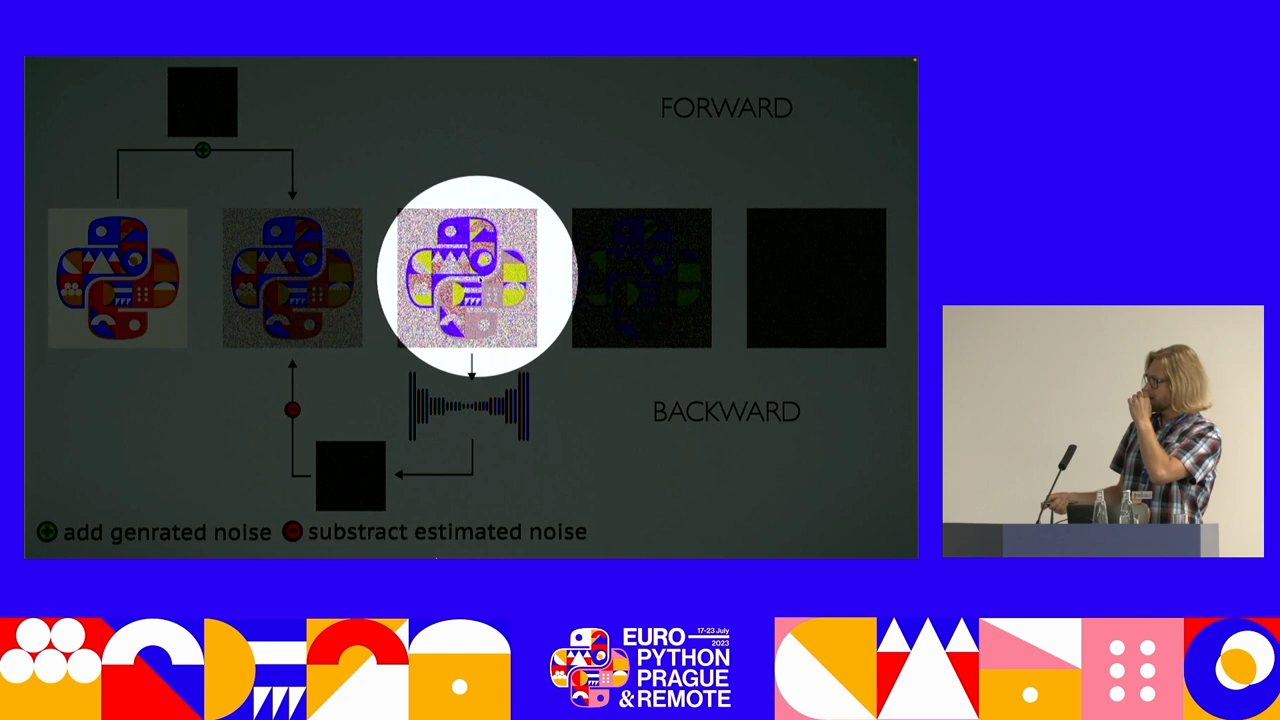 FORWARD
BACKWARD
add genrated noise
substract estimated noise
EURO
17-23 July
2023
PYTHON
PRAGUE
& REMOTE